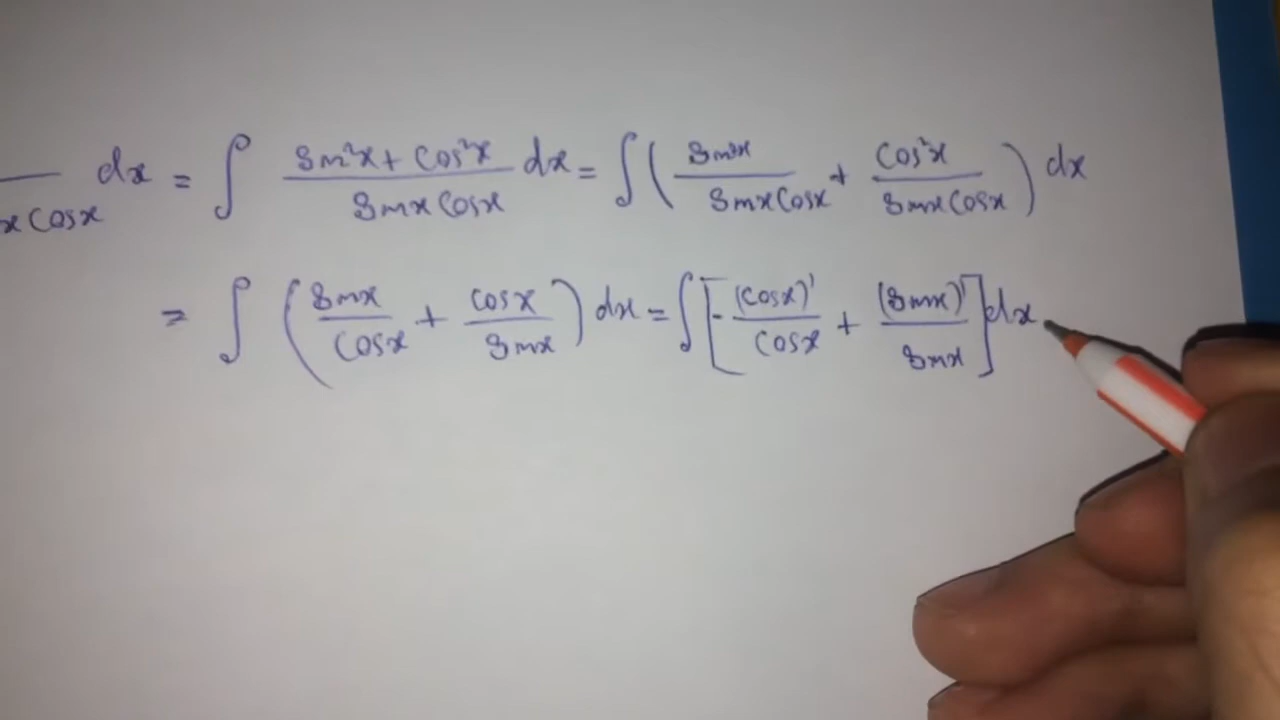 x cosx dx = ∫ (sin²x + cos²x)/(sinx cosx) dx = ∫ ( sin²x/(sinx cosx) + cos²x/(sinx cosx) ) dx
= ∫ ( sinx/cosx + cosx/sinx ) dx = ∫ [ - (cosx)'/cosx + (sinx)'/sinx ] dx